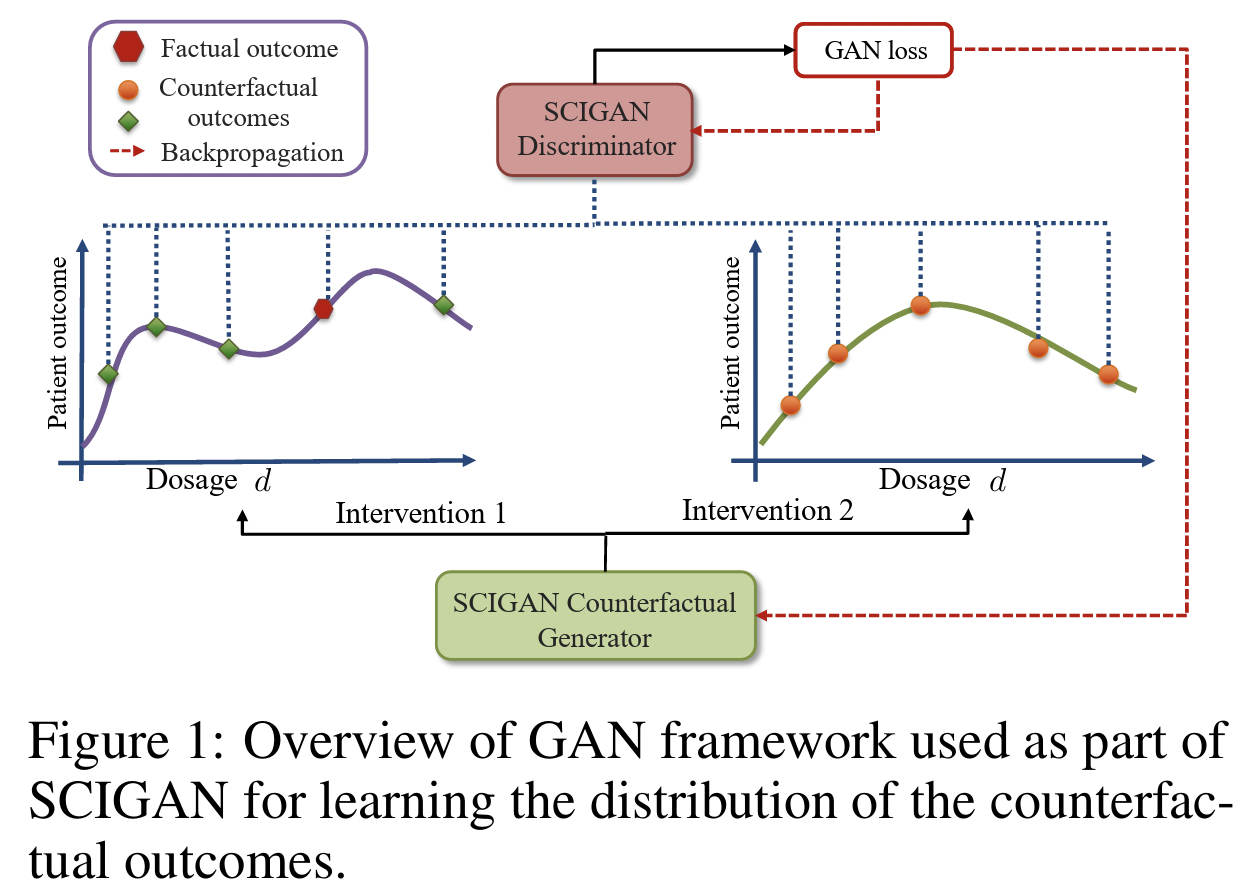 Factual outcome
Counterfactual
outcomes
Backpropagation
GAN loss
SCIGAN
Discriminator
Patient outcome
Dosage d
Patient outcome
Dosage d
Intervention 1
Intervention 2
SCIGAN Counterfactual
Generator
Figure 1: Overview of GAN framework used as part of
SCIGAN for learning the distribution of the counterfac-
tual outcomes.